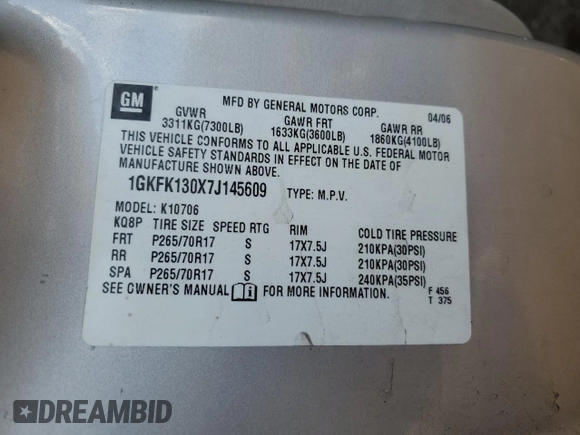 GM
MFD BY GENERAL MOTORS CORP. 04/06
GVWR GAWR FRT GAWR RR
3311KG(7300LB) 1633KG(3600LB) 1860KG(4100LB)
THIS VEHICLE CONFORMS TO ALL APPLICABLE U.S. FEDERAL MOTOR
VEHICLE SAFETY STANDARDS IN EFFECT ON THE DATE OF
MANUFACTURE SHOWN ABOVE.
1GKFK130X7J145609 TYPE: M.P.V.
MODEL: K10706
KQ8P TIRE SIZE SPEED RTG RIM COLD TIRE PRESSURE
FRT P265/70R17 S 17X7.5J 210KPA(30PSI)
RR P265/70R17 S 17X7.5J 210KPA(30PSI)
SPA P265/70R17 S 17X7.5J 240KPA(35PSI)
SEE OWNER'S MANUAL FOR MORE INFORMATION.
F 456
T 375
DREAMBID